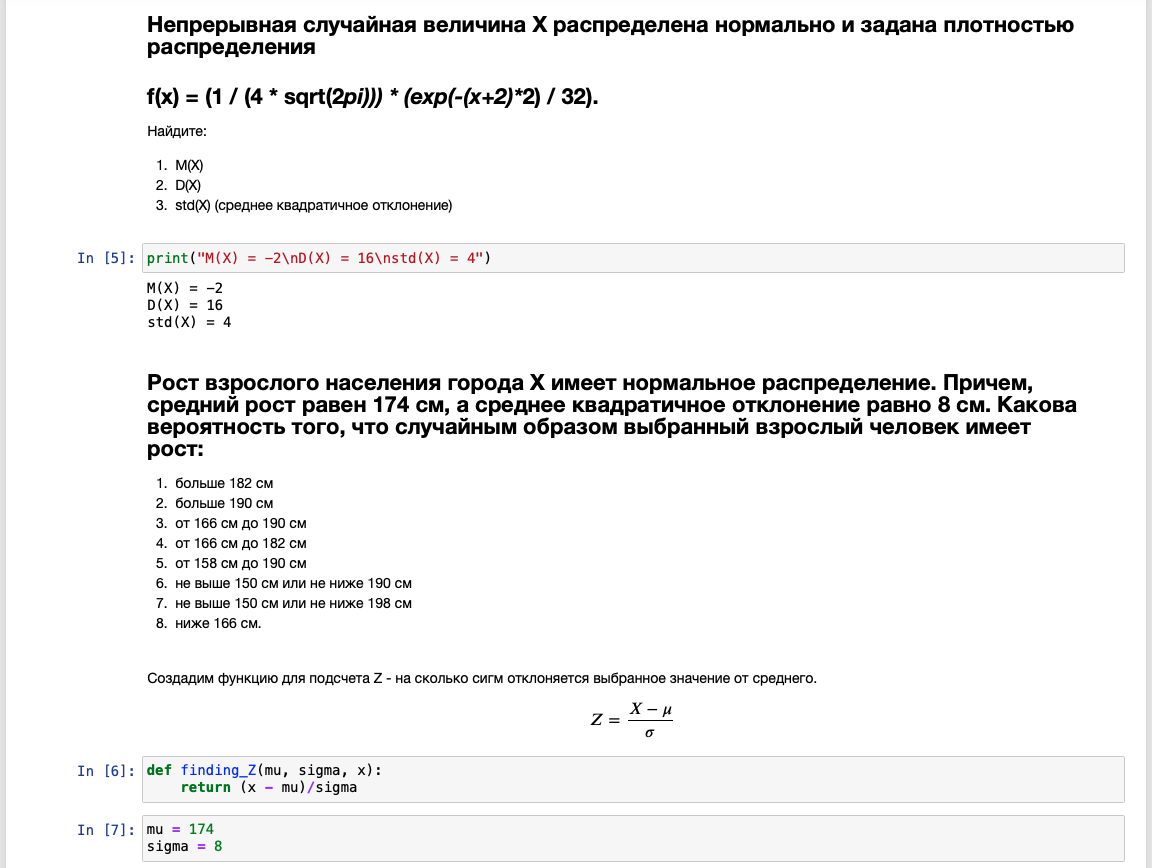 Непрерывная случайная величина X распределена нормально и задана плотностью
распределения
f(x) = (1 / (4 * sqrt(2pi))) * (exp(-(x+2)*2) / 32).
Найдите:
1. M(X)
2. D(X)
3. std(X) (среднее квадратичное отклонение)
In [5]: print("M(X) = -2\nD(X) = 16\nstd(X) = 4")
M(X) = -2
D(X) = 16
std(X) = 4
Рост взрослого населения города X имеет нормальное распределение. Причем,
средний рост равен 174 см, а среднее квадратичное отклонение равно 8 см. Какова
вероятность того, что случайным образом выбранный взрослый человек имеет
рост:
1. больше 182 см
2. больше 190 см
3. от 166 см до 190 см
4. от 166 см до 182 см
5. от 158 см до 190 см
6. не выше 150 см или не ниже 190 см
7. не выше 150 см или не ниже 198 см
8. ниже 166 см.
Создадим функцию для подсчета Z - на сколько сигм отклоняется выбранное значение от среднего.
Z = \frac{X − μ}{σ}
In [6]: def finding_Z(mu, sigma, x):
    return (x - mu)/sigma
In [7]: mu = 174
sigma = 8